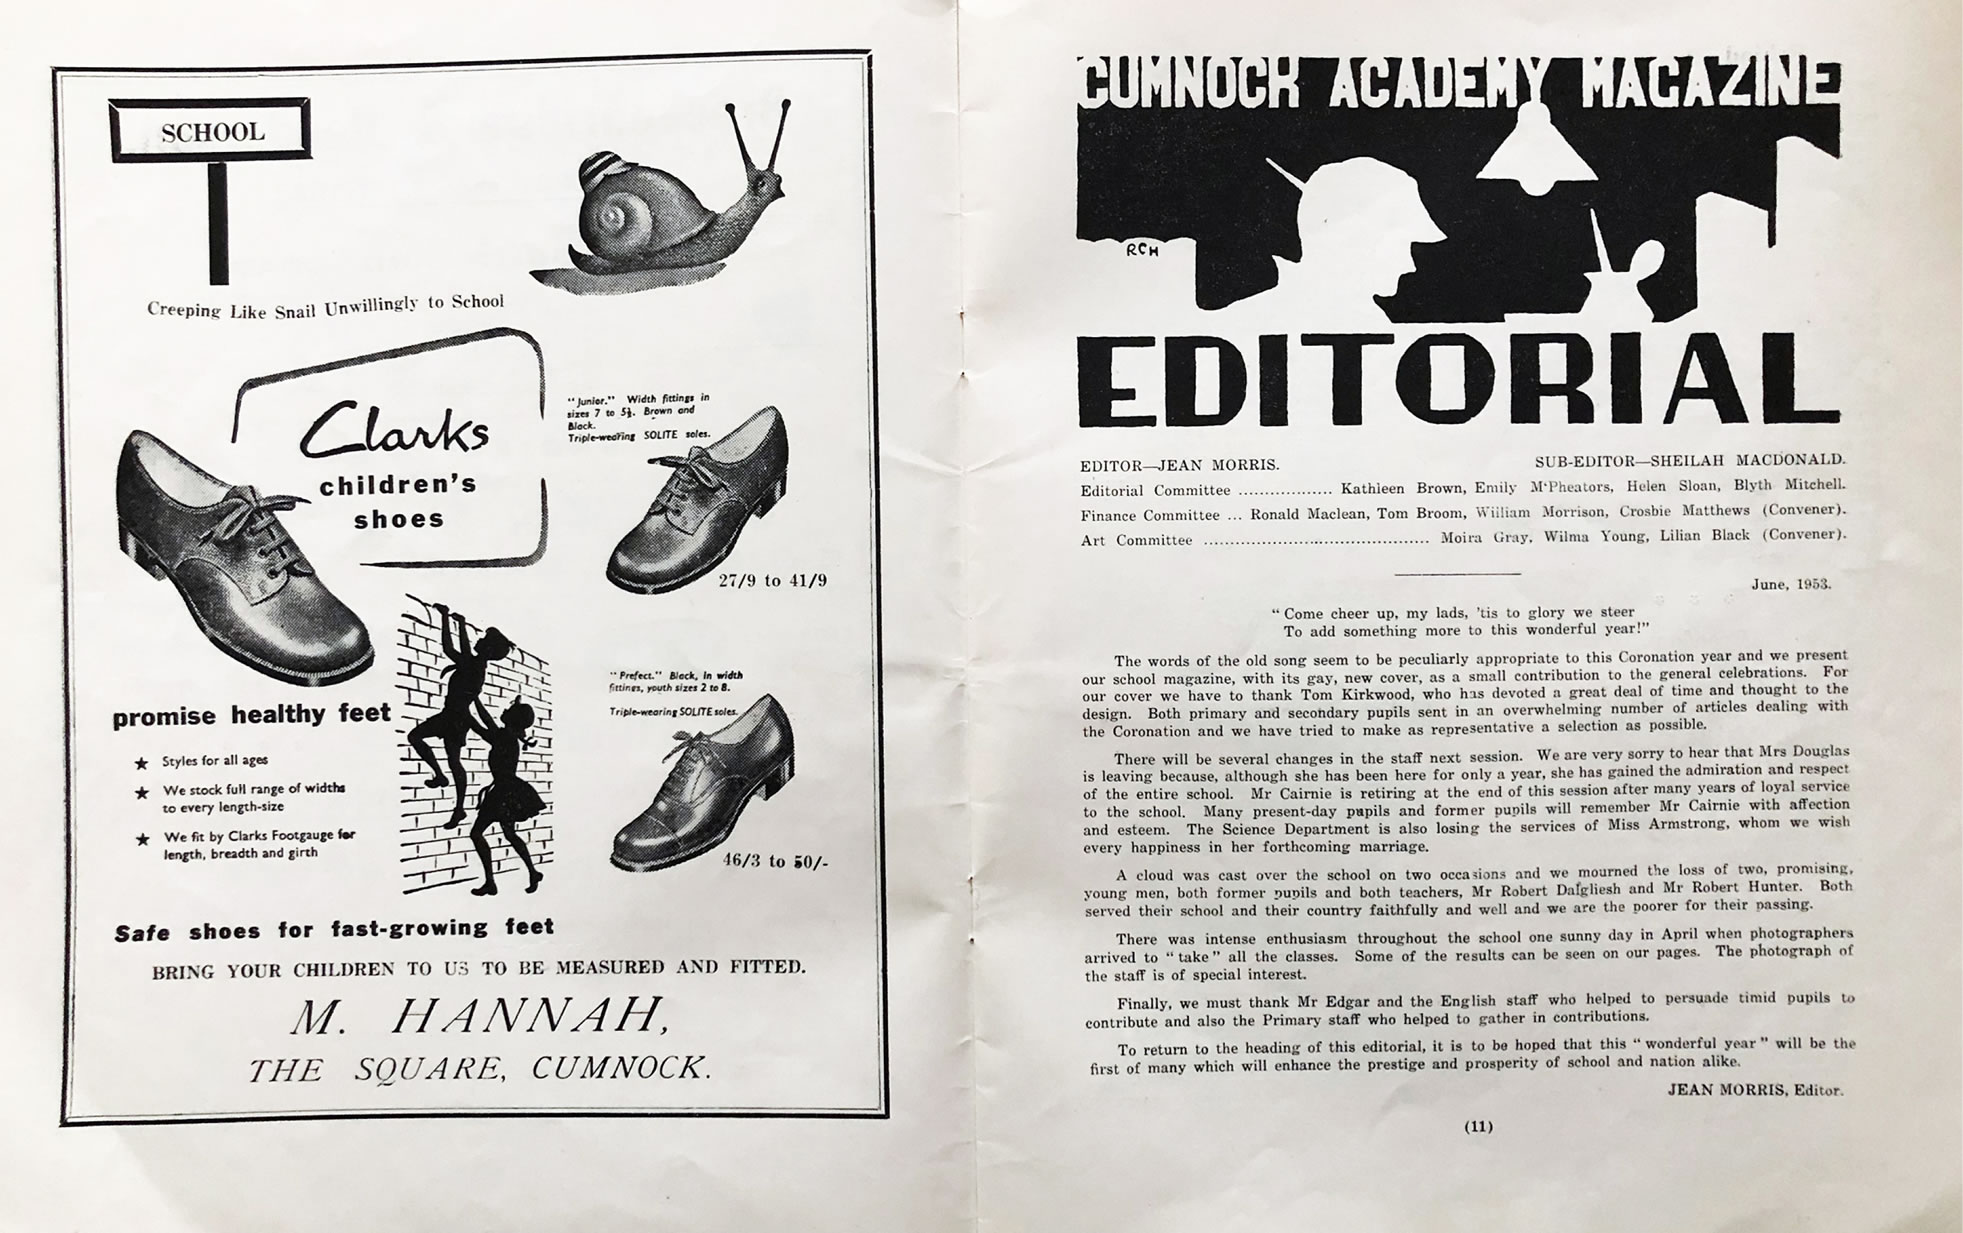 SCHOOL
Creeping Like Snail Unwillingly to School
Clarks
children's
shoes
"Junior." Width fittings in
sizes 7 to 5½. Brown and
Black.
Triple-wearing SOLITE soles.
27/9 to 41/9
"Prefect." Black, in width
fittings, youth sizes 2 to 8.
Triple-wearing SOLITE soles.
46/3 to 50/-
promise healthy feet
★ Styles for all ages
★ We stock full range of widths
to every length-size
★ We fit by Clarks Footgauge for
length, breadth and girth
Safe shoes for fast-growing feet
BRING YOUR CHILDREN TO US TO BE MEASURED AND FITTED.
M. HANNAH,
THE SQUARE, CUMNOCK.
CUMNOCK ACADEMY MAGAZINE
RCH
EDITORIAL
EDITOR—JEAN MORRIS. SUB-EDITOR—SHEILAH MACDONALD.
Editorial Committee .................. Kathleen Brown, Emily M'Pheators, Helen Sloan, Blyth Mitchell.
Finance Committee ... Ronald Maclean, Tom Broom, William Morrison, Crosbie Matthews (Convener).
Art Committee ........................................... Moira Gray, Wilma Young, Lilian Black (Convener).
June, 1953.
"Come cheer up, my lads, 'tis to glory we steer
To add something more to this wonderful year!"
The words of the old song seem to be peculiarly appropriate to this Coronation year and we present
our school magazine, with its gay, new cover, as a small contribution to the general celebrations. For
our cover we have to thank Tom Kirkwood, who has devoted a great deal of time and thought to the
design. Both primary and secondary pupils sent in an overwhelming number of articles dealing with
the Coronation and we have tried to make as representative a selection as possible.
There will be several changes in the staff next session. We are very sorry to hear that Mrs Douglas
is leaving because, although she has been here for only a year, she has gained the admiration and respect
of the entire school. Mr Cairnie is retiring at the end of this session after many years of loyal service
to the school. Many present-day pupils and former pupils will remember Mr Cairnie with affection
and esteem. The Science Department is also losing the services of Miss Armstrong, whom we wish
every happiness in her forthcoming marriage.
A cloud was cast over the school on two occasions and we mourned the loss of two, promising,
young men, both former pupils and both teachers, Mr Robert Dalgliesh and Mr Robert Hunter. Both
served their school and their country faithfully and well and we are the poorer for their passing.
There was intense enthusiasm throughout the school one sunny day in April when photographers
arrived to "take" all the classes. Some of the results can be seen on our pages. The photograph of
the staff is of special interest.
Finally, we must thank Mr Edgar and the English staff who helped to persuade timid pupils to
contribute and also the Primary staff who helped to gather in contributions.
To return to the heading of this editorial, it is to be hoped that this "wonderful year" will be the
first of many which will enhance the prestige and prosperity of school and nation alike.
JEAN MORRIS, Editor.
(11)